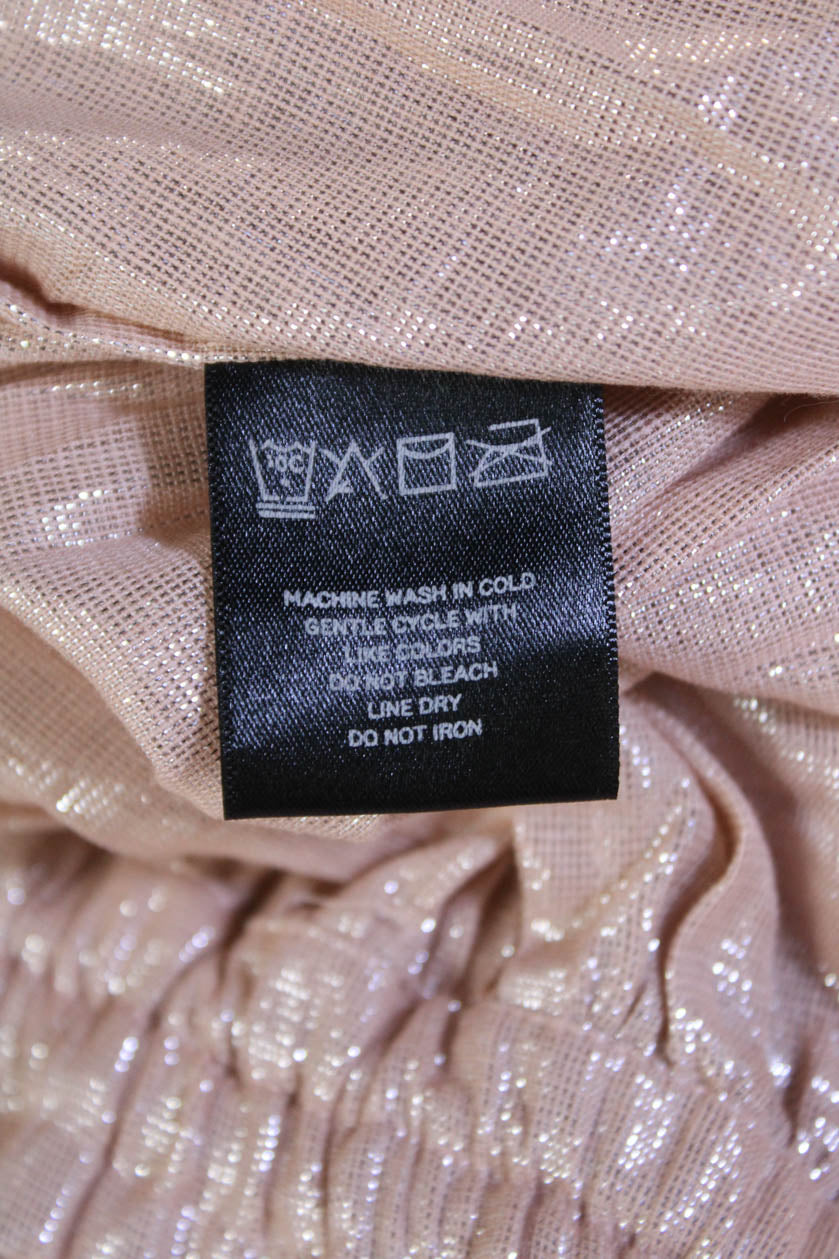 MACHINE WASH IN COLD
GENTLE CYCLE WITH
LIKE COLORS
DO NOT BLEACH
LINE DRY
DO NOT IRON